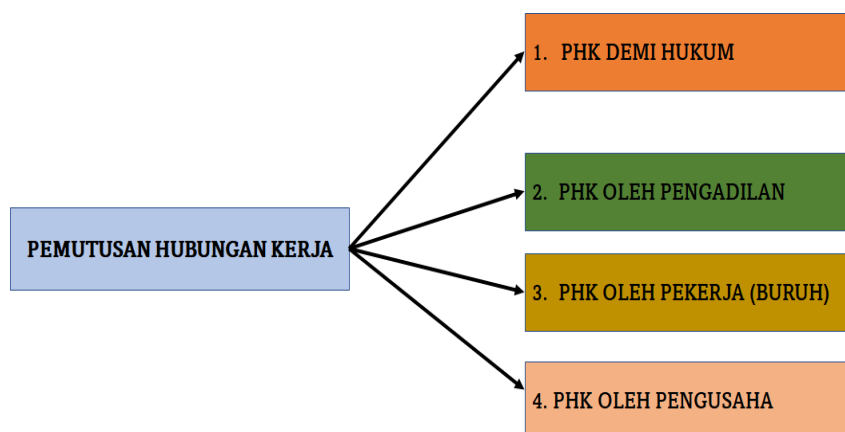 PEMUTUSAN HUBUNGAN KERJA
1. PHK DEMI HUKUM
2. PHK OLEH PENGADILAN
3. PHK OLEH PEKERJA (BURUH)
4. PHK OLEH PENGUSAHA